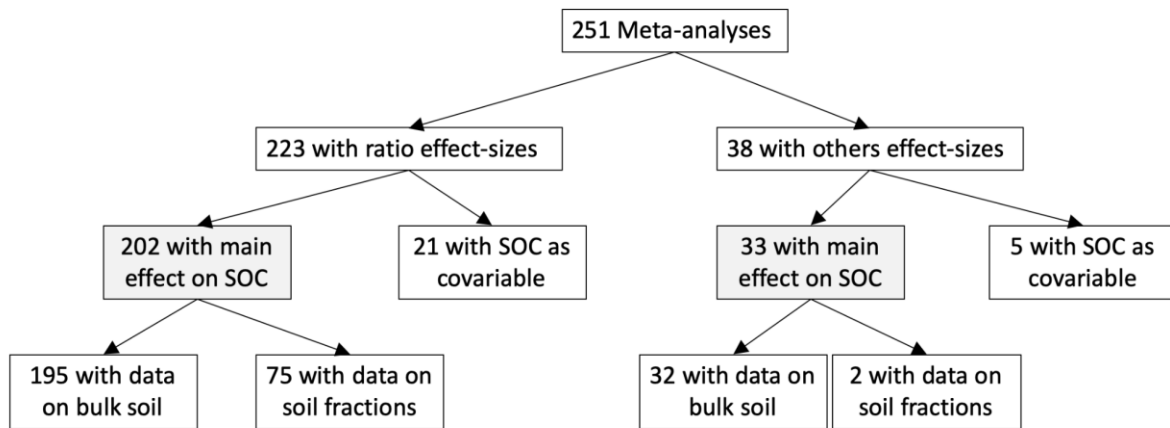 251 Meta-analyses
223 with ratio effect-sizes
38 with others effect-sizes
202 with main
effect on SOC
21 with SOC as
covariable
33 with main
effect on SOC
5 with SOC as
covariable
195 with data
on bulk soil
75 with data on
soil fractions
32 with data on
bulk soil
2 with data on
soil fractions